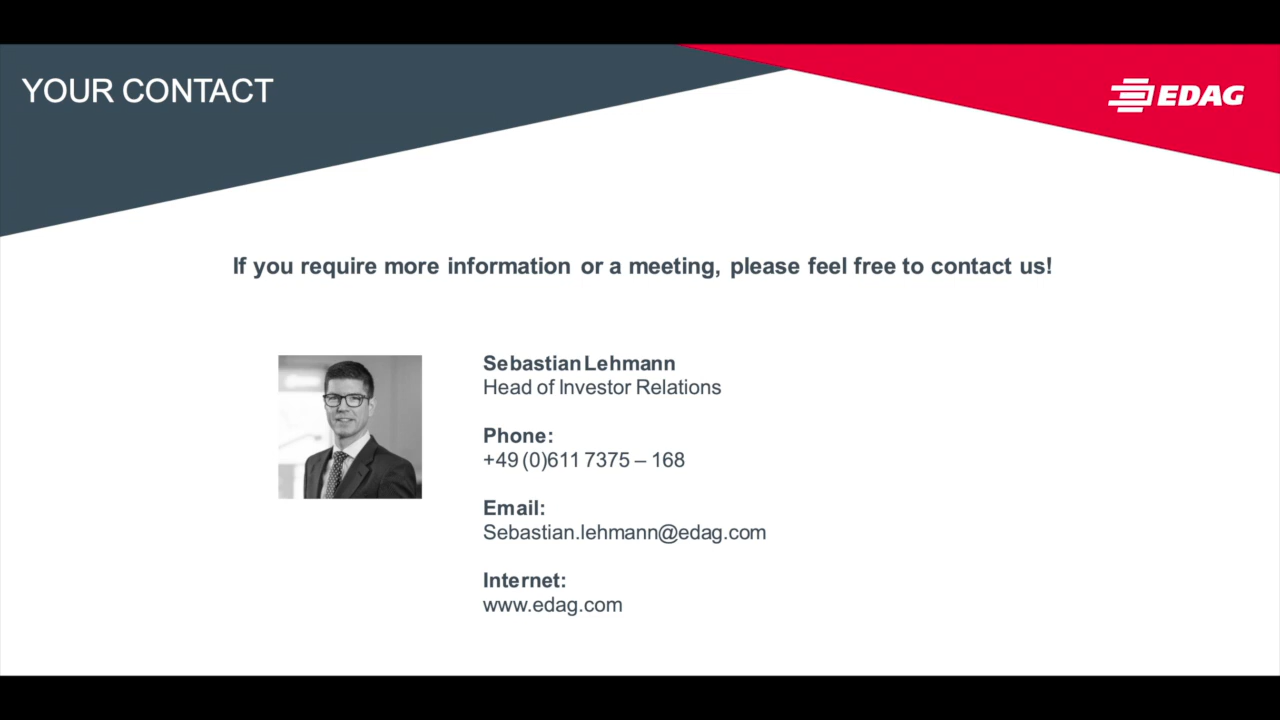 YOUR CONTACT
EDAG
If you require more information or a meeting, please feel free to contact us!
Sebastian Lehmann
Head of Investor Relations
Phone:
+49 (0)611 7375 – 168
Email:
Sebastian.lehmann@edag.com
Internet:
www.edag.com